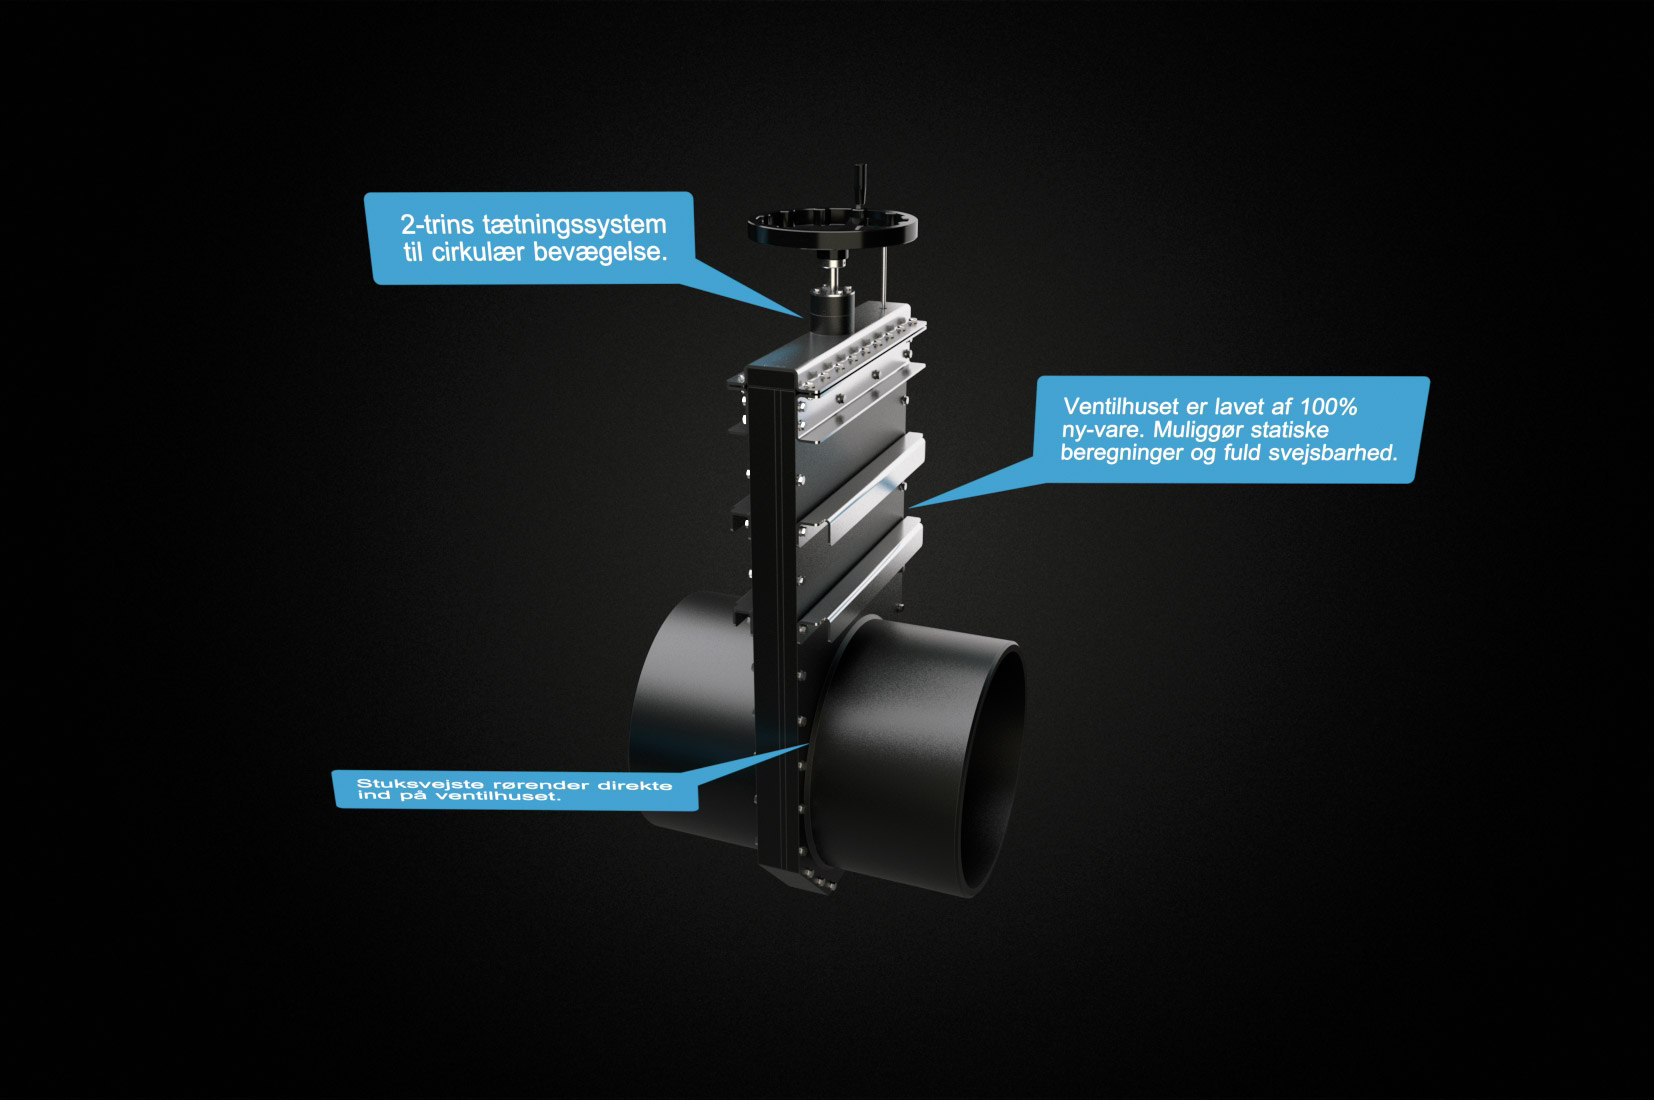 2-trins tætningssystem
til cirkulær bevægelse.
Ventilhuset er lavet af 100%
ny-vare. Muliggør statiske
beregninger og fuld svejsbarhed.
Stuksvejste rørender direkte
ind på ventilhuset.